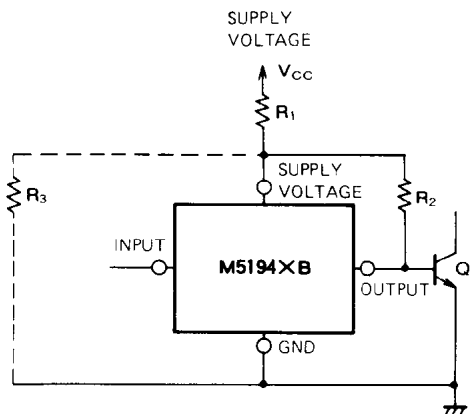 SUPPLY
VOLTAGE
Vcc
R1
SUPPLY
VOLTAGE
R3
R2
INPUT
M5194XB
Q
OUTPUT
GND